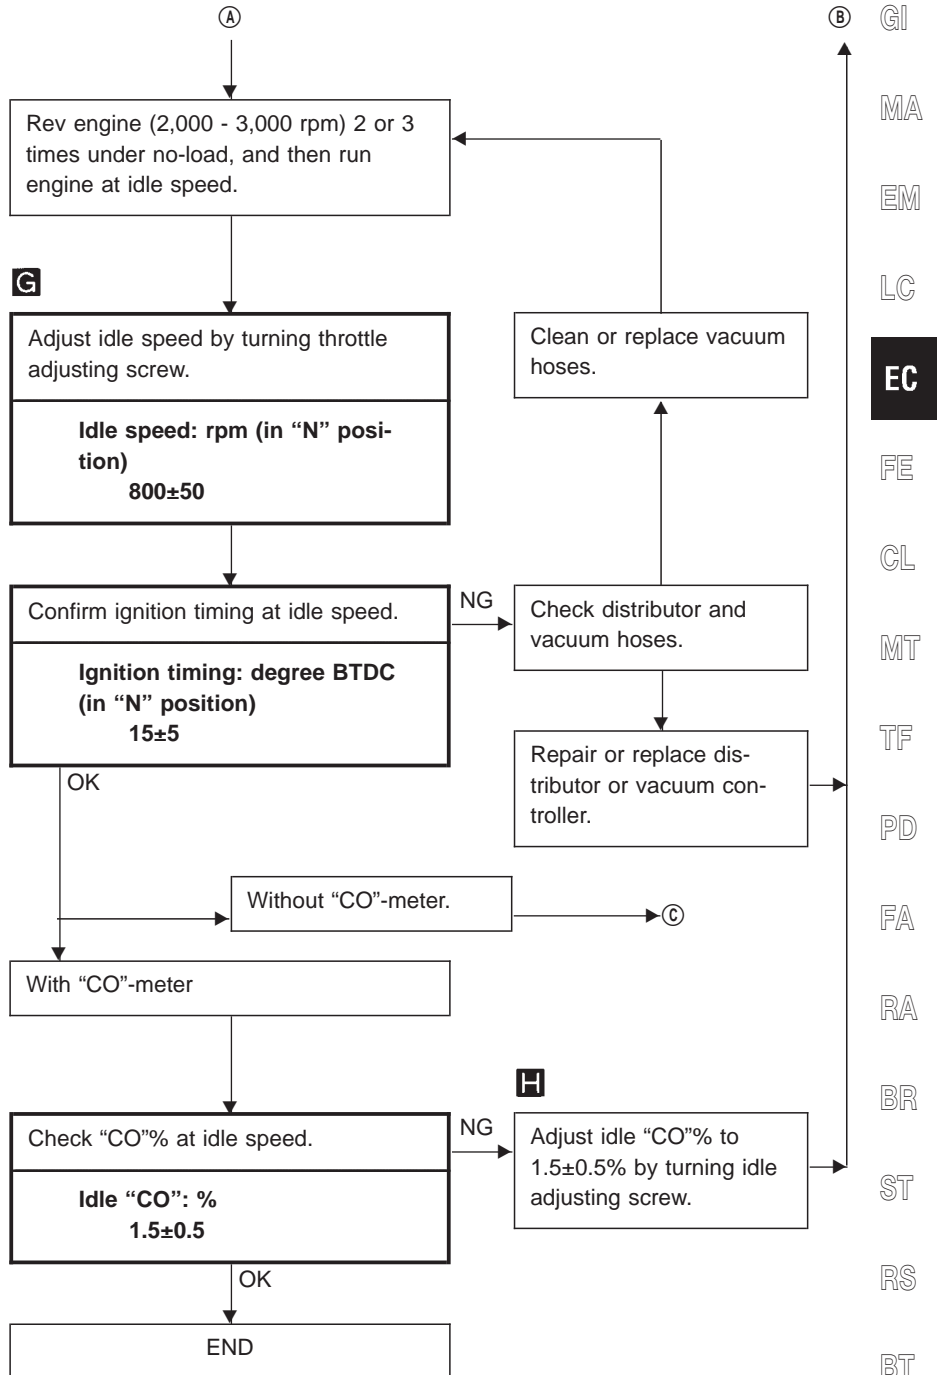 Ⓐ
Ⓑ
Rev engine (2,000 - 3,000 rpm) 2 or 3
times under no-load, and then run
engine at idle speed.
G
Adjust idle speed by turning throttle
adjusting screw.
Idle speed: rpm (in “N” posi-
tion)
800±50
Clean or replace vacuum
hoses.
Confirm ignition timing at idle speed.
Ignition timing: degree BTDC
(in “N” position)
15±5
NG
Check distributor and
vacuum hoses.
Repair or replace dis-
tributor or vacuum con-
troller.
OK
Without “CO”-meter.
Ⓒ
With “CO”-meter
Check “CO”% at idle speed.
Idle “CO”: %
1.5±0.5
NG
H
Adjust idle “CO”% to
1.5±0.5% by turning idle
adjusting screw.
OK
END
GI
MA
EM
LC
EC
FE
CL
MT
TF
PD
FA
RA
BR
ST
RS
BT